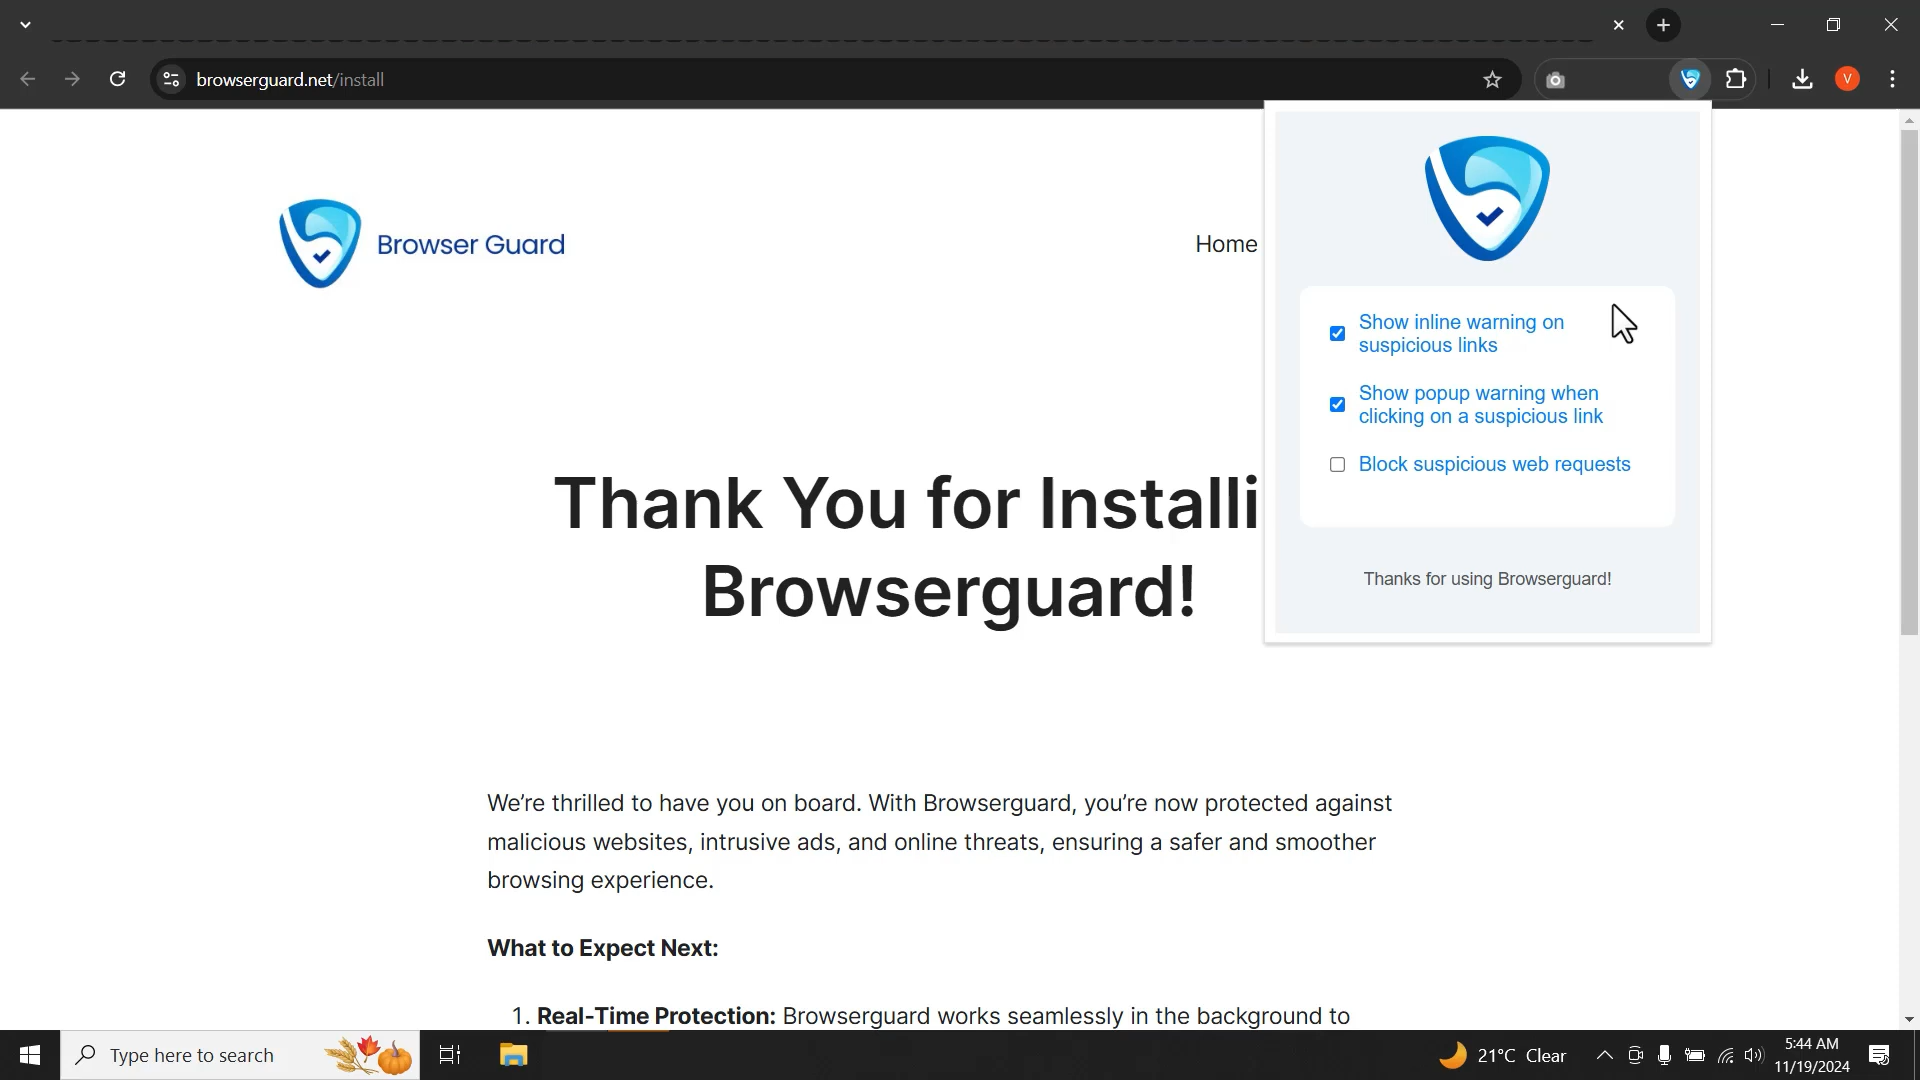 browserguard.net/install
V
Browser Guard
Home
Show inline warning on
suspicious links
Show popup warning when
clicking on a suspicious link
Block suspicious web requests
Thanks for using Browserguard!
Thank You for Installi
Browserguard!
We're thrilled to have you on board. With Browserguard, you're now protected against
malicious websites, intrusive ads, and online threats, ensuring a safer and smoother
browsing experience.
What to Expect Next:
1. Real-Time Protection: Browserguard works seamlessly in the background to
Type here to search
21°C Clear
5:44 AM
11/19/2024